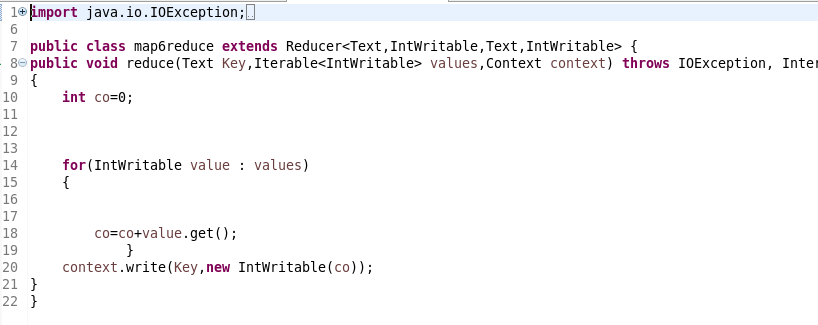 1 import java.io.IOException;
6
7 public class map6reduce extends Reducer<Text,IntWritable,Text,IntWritable> {
8 public void reduce(Text Key,Iterable<IntWritable> values,Context context) throws IOException, Inter
9 {
10     int co=0;
11
12
13
14     for(IntWritable value : values)
15     {
16
17
18         co=co+value.get();
19             }
20     context.write(Key,new IntWritable(co));
21 }
22 }